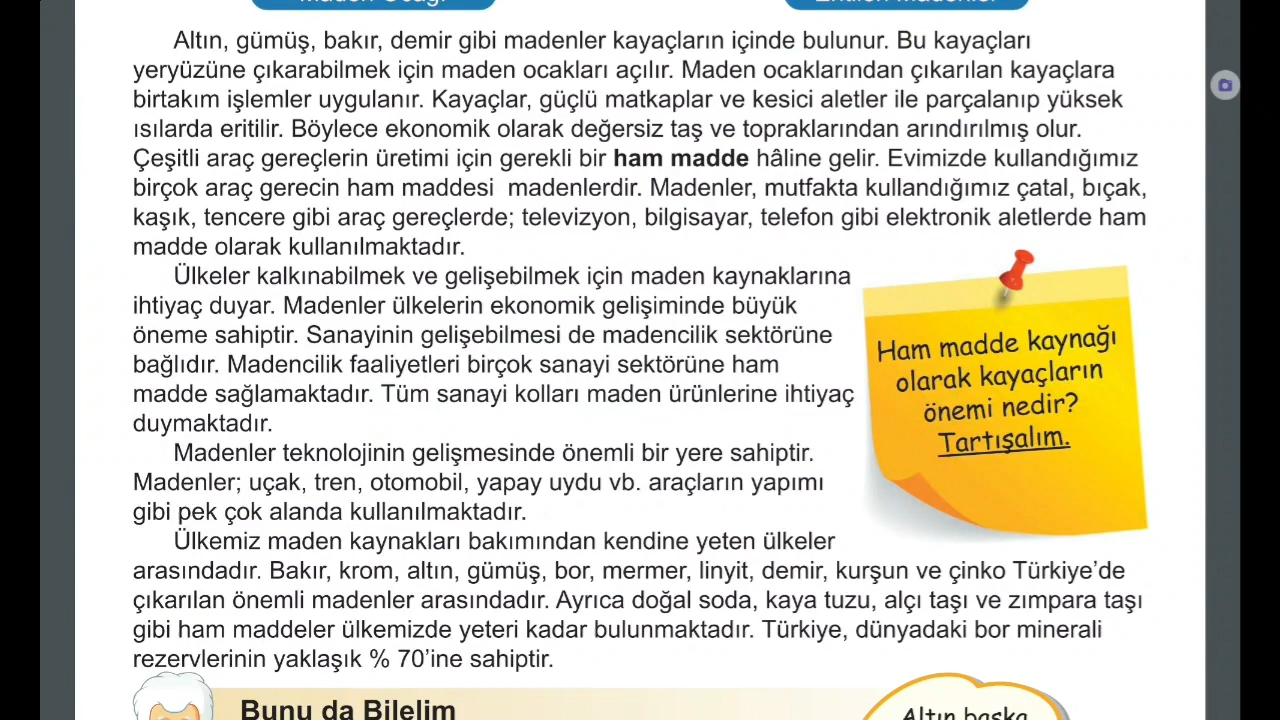 Maden Ocağı
Eritilen Madenler
Altın, gümüş, bakır, demir gibi madenler kayaçların içinde bulunur. Bu kayaçları
yeryüzüne çıkarabilmek için maden ocakları açılır. Maden ocaklarından çıkarılan kayaçlara
birtakım işlemler uygulanır. Kayaçlar, güçlü matkaplar ve kesici aletler ile parçalanıp yüksek
ısılarda eritilir. Böylece ekonomik olarak değersiz taş ve topraklarından arındırılmış olur.
Çeşitli araç gereçlerin üretimi için gerekli bir ham madde hâline gelir. Evimizde kullandığımız
birçok araç gerecin ham maddesi madenlerdir. Madenler, mutfakta kullandığımız çatal, bıçak,
kaşık, tencere gibi araç gereçlerde; televizyon, bilgisayar, telefon gibi elektronik aletlerde ham
madde olarak kullanılmaktadır.
Ülkeler kalkınabilmek ve gelişebilmek için maden kaynaklarına
ihtiyaç duyar. Madenler ülkelerin ekonomik gelişiminde büyük
öneme sahiptir. Sanayinin gelişebilmesi de madencilik sektörüne
bağlıdır. Madencilik faaliyetleri birçok sanayi sektörüne ham
madde sağlamaktadır. Tüm sanayi kolları maden ürünlerine ihtiyaç
duymaktadır.
Madenler teknolojinin gelişmesinde önemli bir yere sahiptir.
Madenler; uçak, tren, otomobil, yapay uydu vb. araçların yapımı
gibi pek çok alanda kullanılmaktadır.
Ham madde kaynağı
olarak kayaçların
önemi nedir?
Tartışalım.
Ülkemiz maden kaynakları bakımından kendine yeten ülkeler
arasındadır. Bakır, krom, altın, gümüş, bor, mermer, linyit, demir, kurşun ve çinko Türkiye’de
çıkarılan önemli madenler arasındadır. Ayrıca doğal soda, kaya tuzu, alçı taşı ve zımpara taşı
gibi ham maddeler ülkemizde yeteri kadar bulunmaktadır. Türkiye, dünyadaki bor minerali
rezervlerinin yaklaşık % 70’ine sahiptir.
Bunu da Bilelim
Altın başka